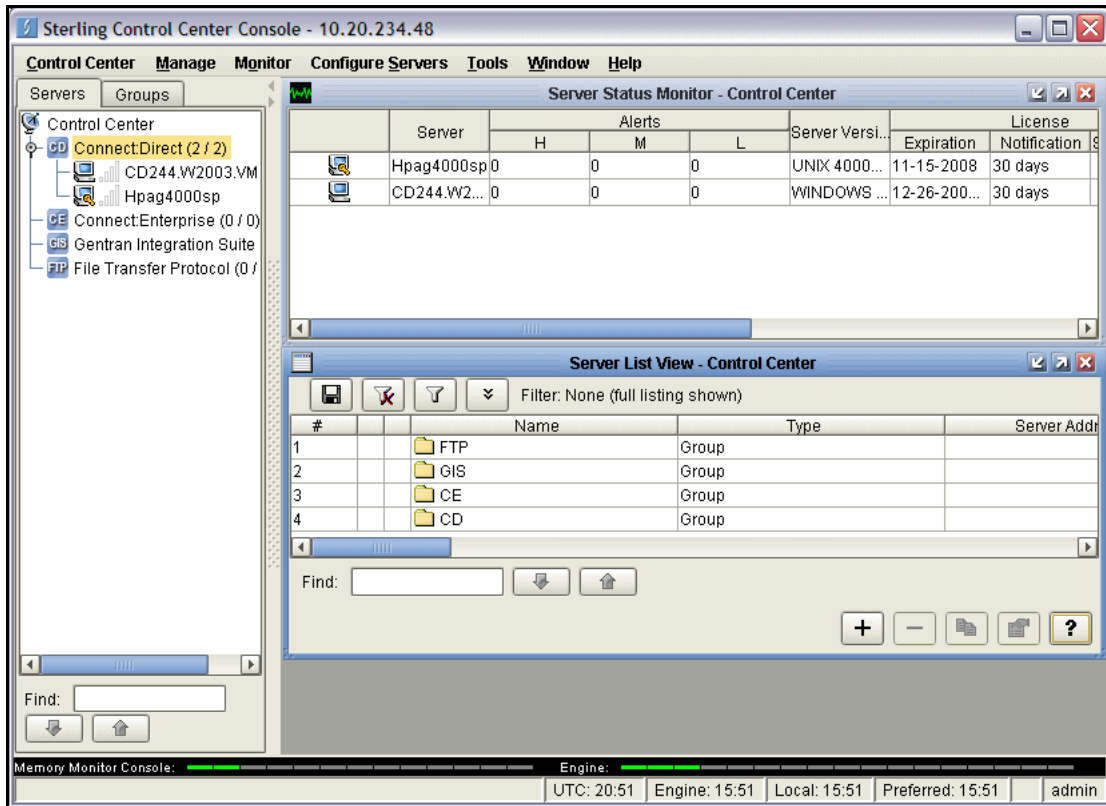 Sterling Control Center Console - 10.20.234.48
Control Center Manage Monitor Configure Servers Tools Window Help
Servers Groups
Control Center
CD Connect:Direct (2 / 2)
CD244.W2003.VM
Hpag4000sp
CE Connect:Enterprise (0 / 0)
GIS Gentran Integration Suite
FTP File Transfer Protocol (0 /
Find:
Server Status Monitor - Control Center
Server Alerts Server Versi... License
H M L Expiration Notification S
Hpag4000sp 0 0 0 UNIX 4000... 11-15-2008 30 days
CD244.W2... 0 0 0 WINDOWS ... 12-26-200... 30 days
Server List View - Control Center
Filter: None (full listing shown)
# Name Type Server Addr
1 FTP Group
2 GIS Group
3 CE Group
4 CD Group
Find:
+ − ?
Memory Monitor Console: Engine:
UTC: 20:51 Engine: 15:51 Local: 15:51 Preferred: 15:51 admin